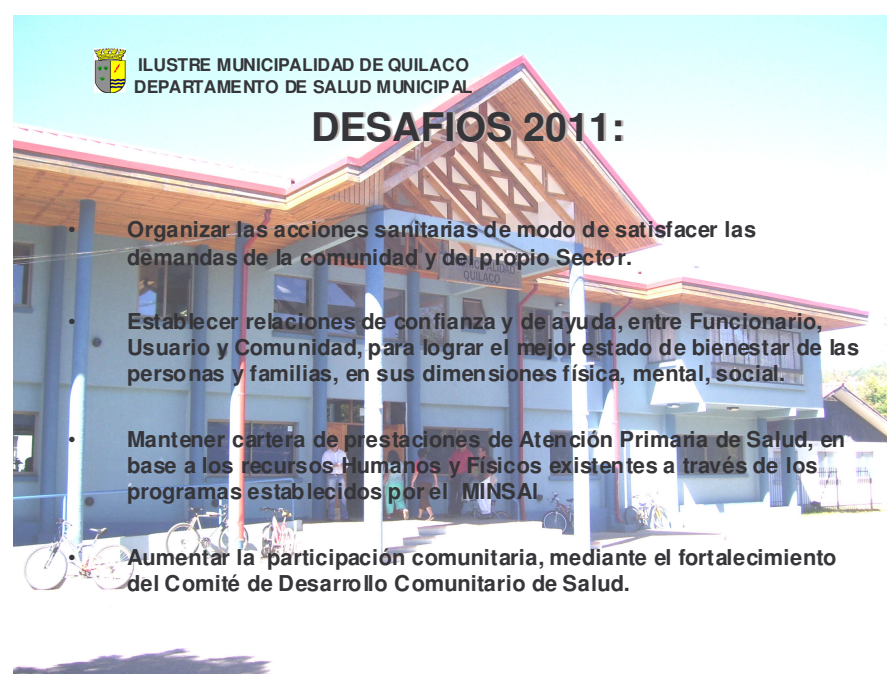 ILUSTRE MUNICIPALIDAD DE QUILACO
DEPARTAMENTO DE SALUD MUNICIPAL
DESAFIOS 2011:
• Organizar las acciones sanitarias de modo de satisfacer las
demandas de la comunidad y del propio Sector.
QUILACO
• Establecer relaciones de confianza y de ayuda, entre Funcionario,
Usuario y Comunidad, para lograr el mejor estado de bienestar de las
personas y familias, en sus dimensiones física, mental, social.
• Mantener cartera de prestaciones de Atención Primaria de Salud, en
base a los recursos Humanos y Físicos existentes a través de los
programas establecidos por el MINSAL
• Aumentar la participación comunitaria, mediante el fortalecimiento
del Comité de Desarrollo Comunitario de Salud.